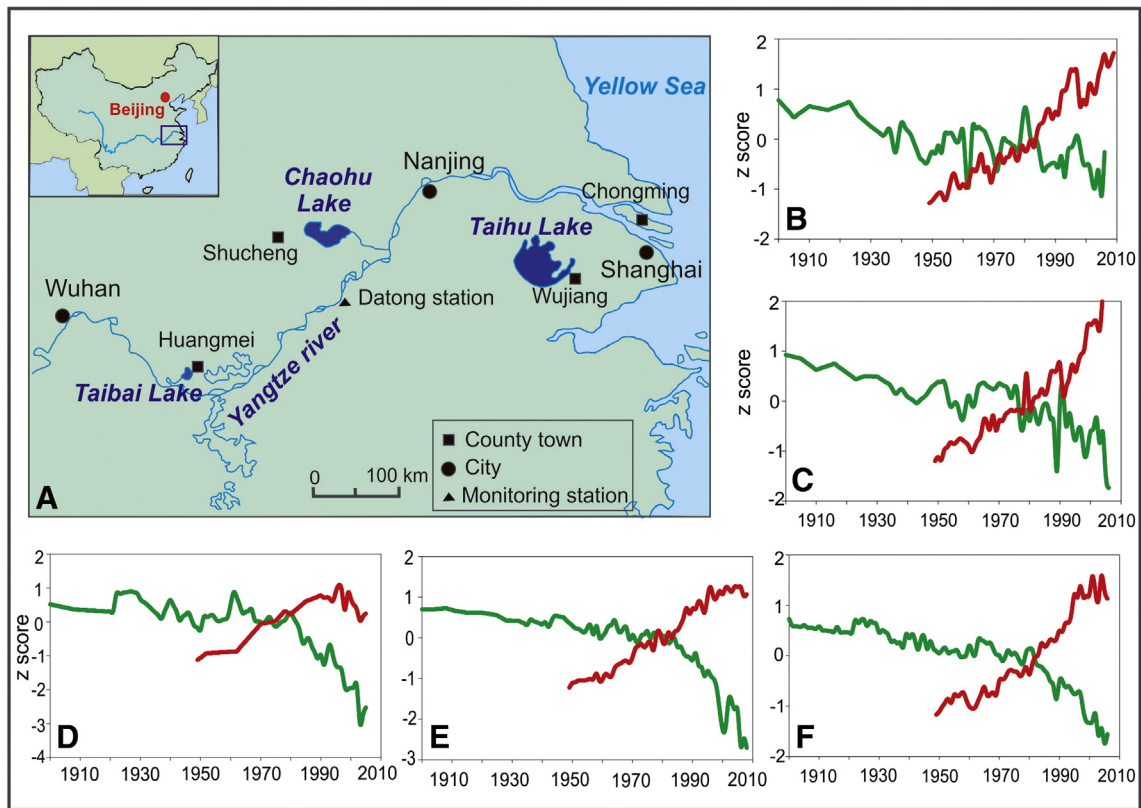 Beijing
Yellow Sea
Nanjing
Chaohu
Lake
Chongming
Taihu Lake
Shucheng
Shanghai
Wuhan
Datong station
Wujiang
Huangmei
Taibai Lake
Yangtze river
County town
0 100 km
City
Monitoring station
A
2
1
0
-1
-2
z score
B
1910 1930 1950 1970 1990 2010
2
1
0
-1
-2
z score
C
1910 1930 1950 1970 1990 2010
2
1
0
-1
-2
-3
-4
z score
D
1910 1930 1950 1970 1990 2010
2
1
0
-1
-2
-3
E
1910 1930 1950 1970 1990 2010
2
1
0
-1
-2
z score
F
1910 1930 1950 1970 1990 2010